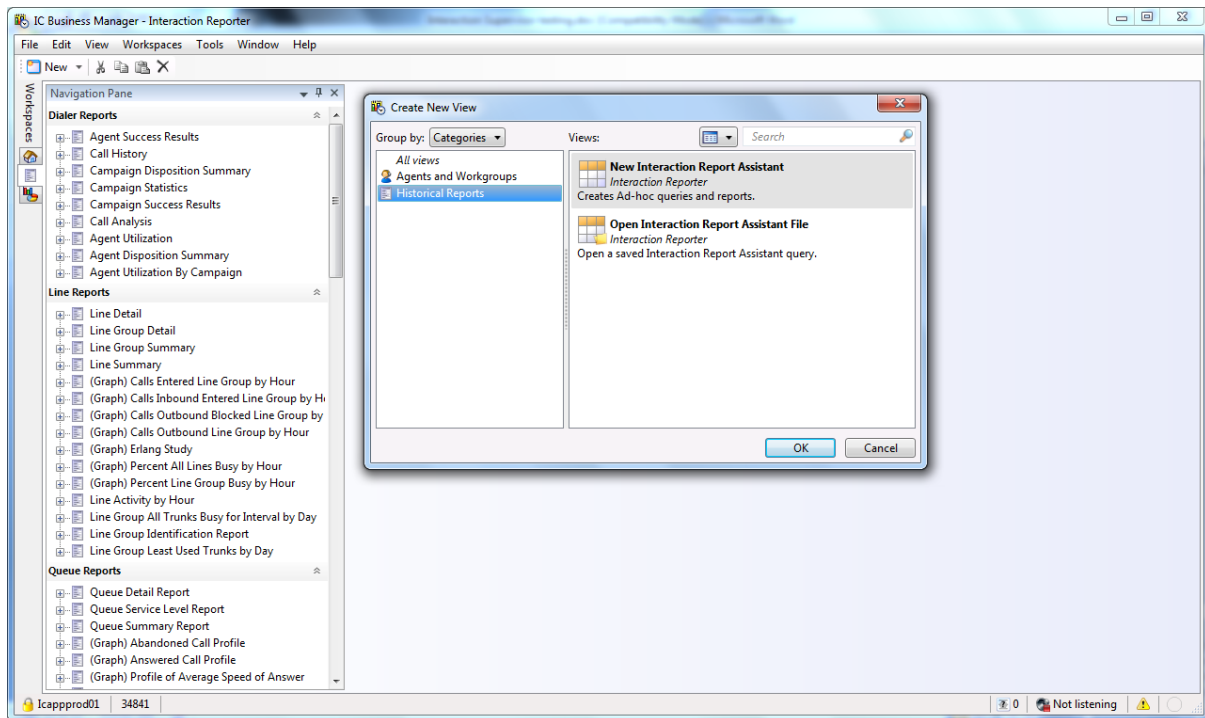 IC Business Manager - Interaction Reporter
File Edit View Workspaces Tools Window Help
New
Workspaces
Navigation Pane
Dialer Reports
Agent Success Results
Call History
Campaign Disposition Summary
Campaign Statistics
Campaign Success Results
Call Analysis
Agent Utilization
Agent Disposition Summary
Agent Utilization By Campaign
Line Reports
Line Detail
Line Group Detail
Line Group Summary
Line Summary
(Graph) Calls Entered Line Group by Hour
(Graph) Calls Inbound Entered Line Group by H
(Graph) Calls Outbound Blocked Line Group by
(Graph) Calls Outbound Line Group by Hour
(Graph) Erlang Study
(Graph) Percent All Lines Busy by Hour
(Graph) Percent Line Group Busy by Hour
Line Activity by Hour
Line Group All Trunks Busy for Interval by Day
Line Group Identification Report
Line Group Least Used Trunks by Day
Queue Reports
Queue Detail Report
Queue Service Level Report
Queue Summary Report
(Graph) Abandoned Call Profile
(Graph) Answered Call Profile
(Graph) Profile of Average Speed of Answer
Create New View
Group by: Categories
All views
Agents and Workgroups
Historical Reports
Views:
Search
New Interaction Report Assistant
Interaction Reporter
Creates Ad-hoc queries and reports.
Open Interaction Report Assistant File
Interaction Reporter
Open a saved Interaction Report Assistant query.
OK Cancel
Icappprod01 34841
0 Not listening